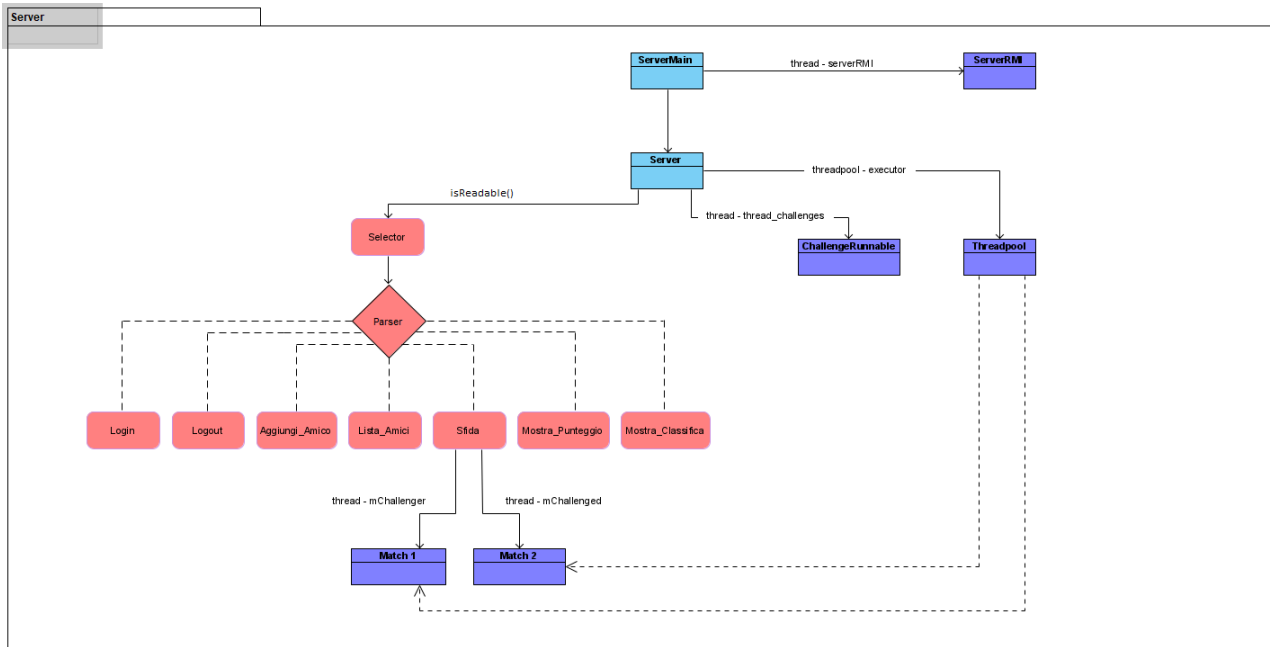 Server
ServerMain
thread - serverRMI
ServerRMI
Server
threadpool - executor
isReadable()
thread - thread_challenges
Selector
ChallengeRunnable
Threadpool
Parser
Login
Logout
Aggiungi_Amico
Lista_Amici
Sfida
Mostra_Punteggio
Mostra_Classifica
thread - mChallenger
thread - mChallenged
Match 1
Match 2